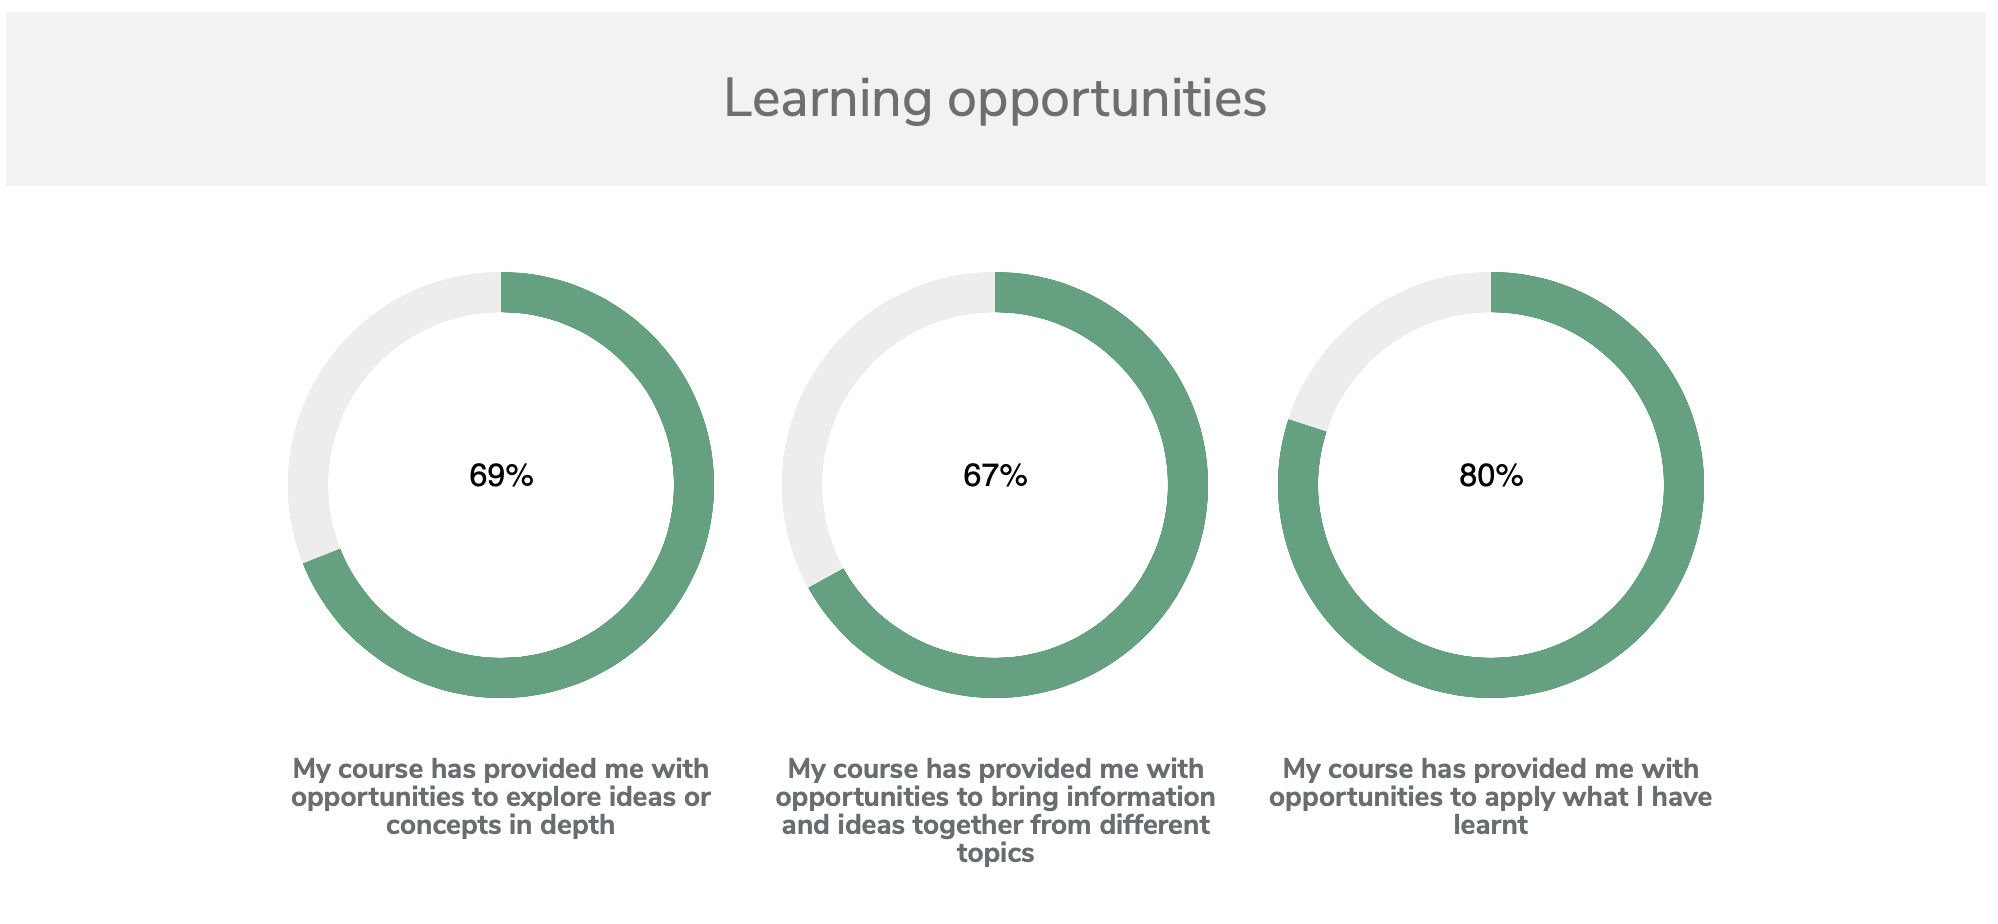 Learning opportunities
69%
67%
80%
My course has provided me with
opportunities to explore ideas or
concepts in depth
My course has provided me with
opportunities to bring information
and ideas together from different
topics
My course has provided me with
opportunities to apply what I have
learnt